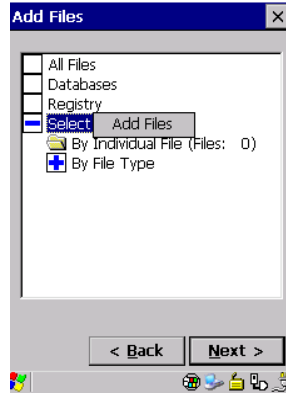 Add Files
All Files
Databases
Registry
Select Add Files
By Individual File (Files: 0)
By File Type
< Back Next >